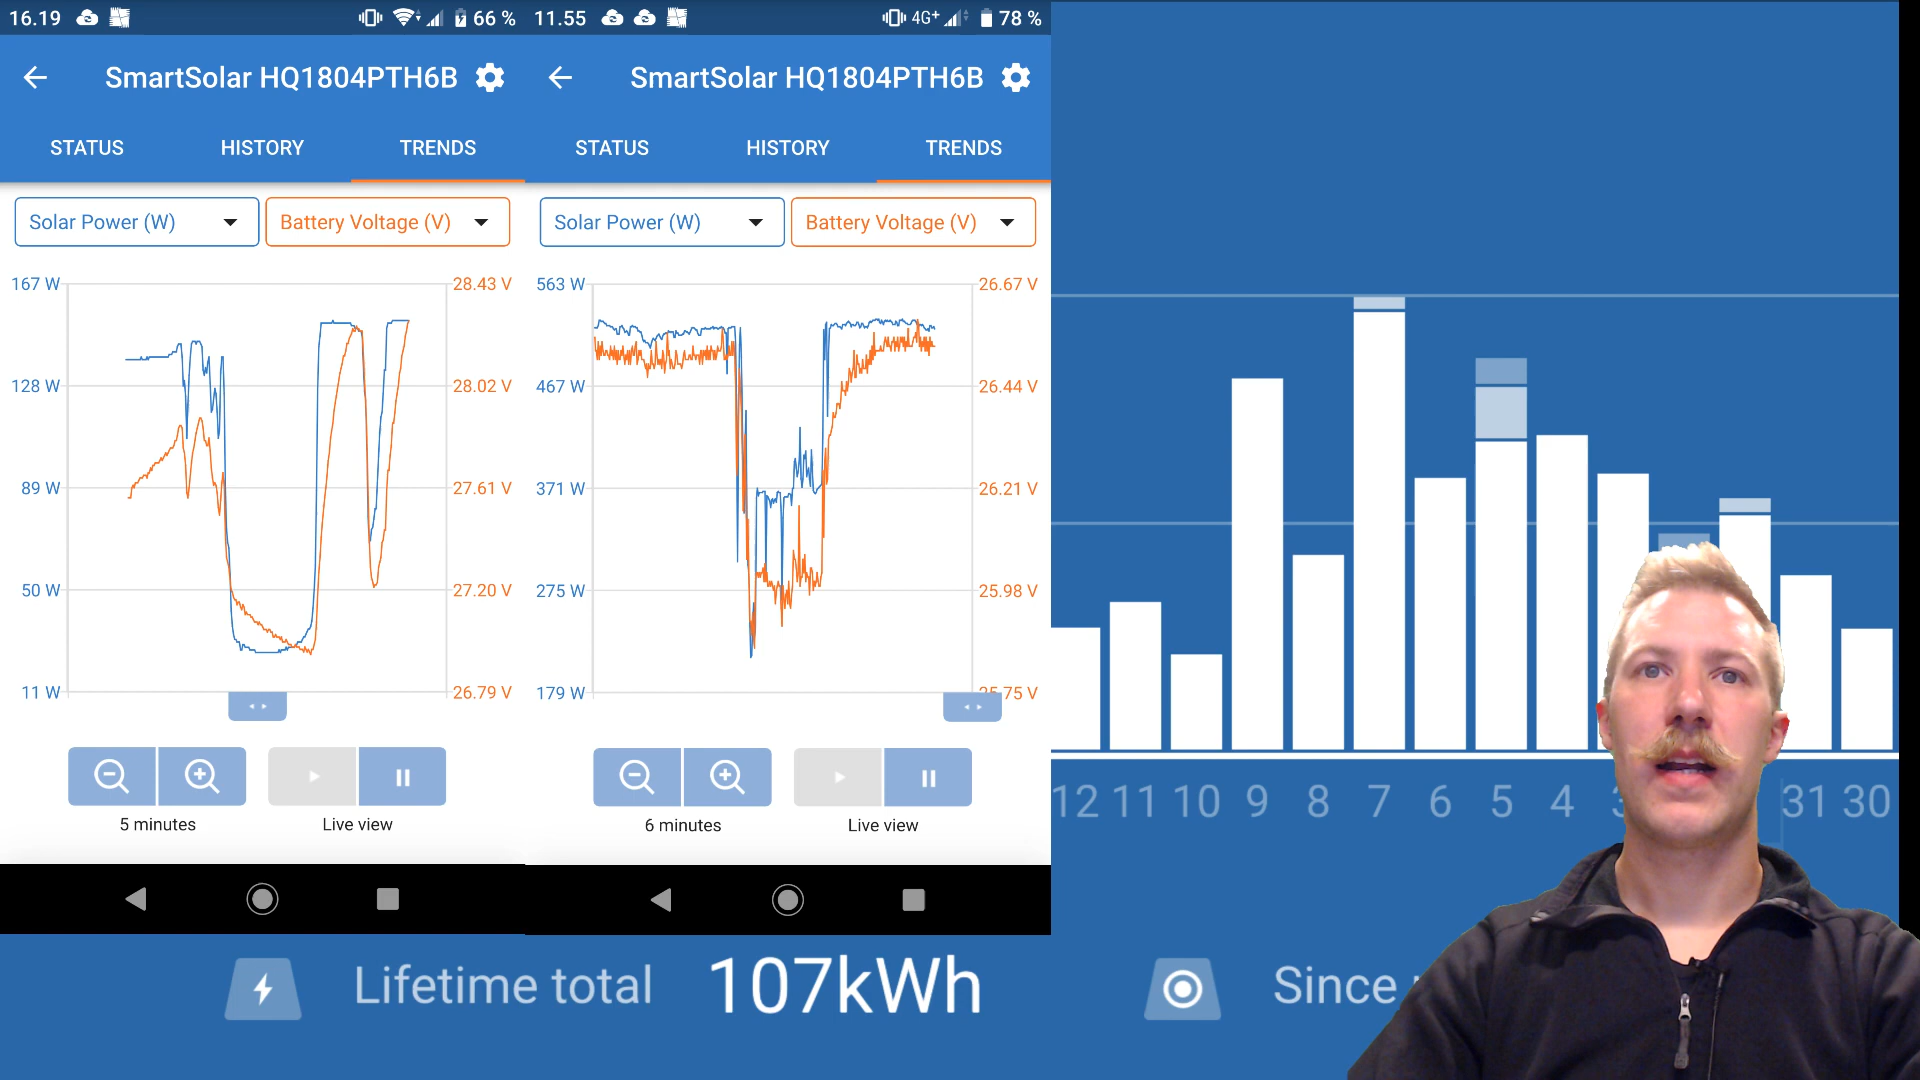 16.19
66 %
SmartSolar HQ1804PTH6B
STATUS HISTORY TRENDS
Solar Power (W) Battery Voltage (V)
167 W 28.43 V
128 W 28.02 V
89 W 27.61 V
50 W 27.20 V
11 W 26.79 V
5 minutes Live view
11.55
4G+ 78 %
SmartSolar HQ1804PTH6B
STATUS HISTORY TRENDS
Solar Power (W) Battery Voltage (V)
563 W 26.67 V
467 W 26.44 V
371 W 26.21 V
275 W 25.98 V
179 W 25.75 V
6 minutes Live view
12 11 10 9 8 7 6 5 4 3 31 30
Lifetime total 107kWh
Since